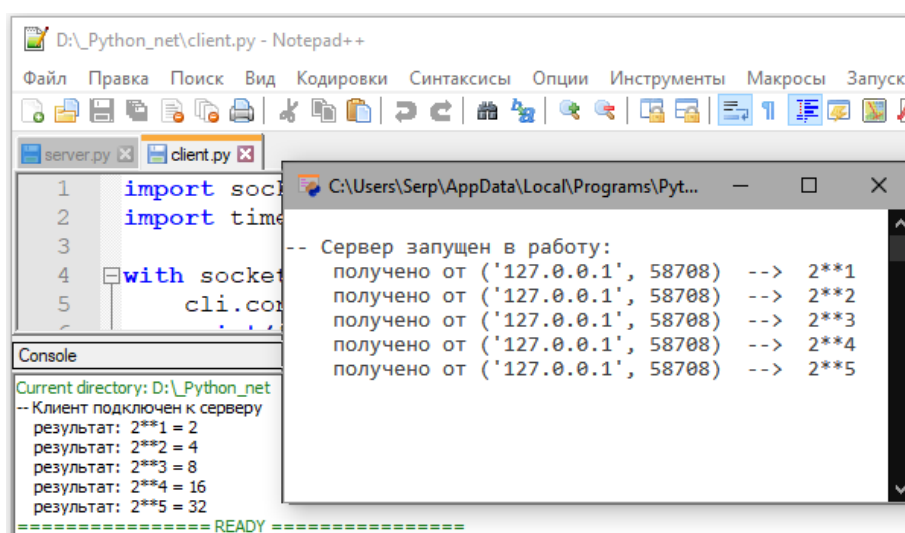 D:\_Python_net\client.py - Notepad++
Файл Правка Поиск Вид Кодировки Синтаксисы Опции Инструменты Макросы Запуск
server.py client.py
1 import sock
2 import time
3
4 with socket
5 cli.con
Console
Current directory: D:\_Python_net
-- Клиент подключен к серверу
результат: 2**1 = 2
результат: 2**2 = 4
результат: 2**3 = 8
результат: 2**4 = 16
результат: 2**5 = 32
================ READY ================
C:\Users\Serp\AppData\Local\Programs\Pyt...
-- Сервер запущен в работу:
получено от ('127.0.0.1', 58708) --> 2**1
получено от ('127.0.0.1', 58708) --> 2**2
получено от ('127.0.0.1', 58708) --> 2**3
получено от ('127.0.0.1', 58708) --> 2**4
получено от ('127.0.0.1', 58708) --> 2**5